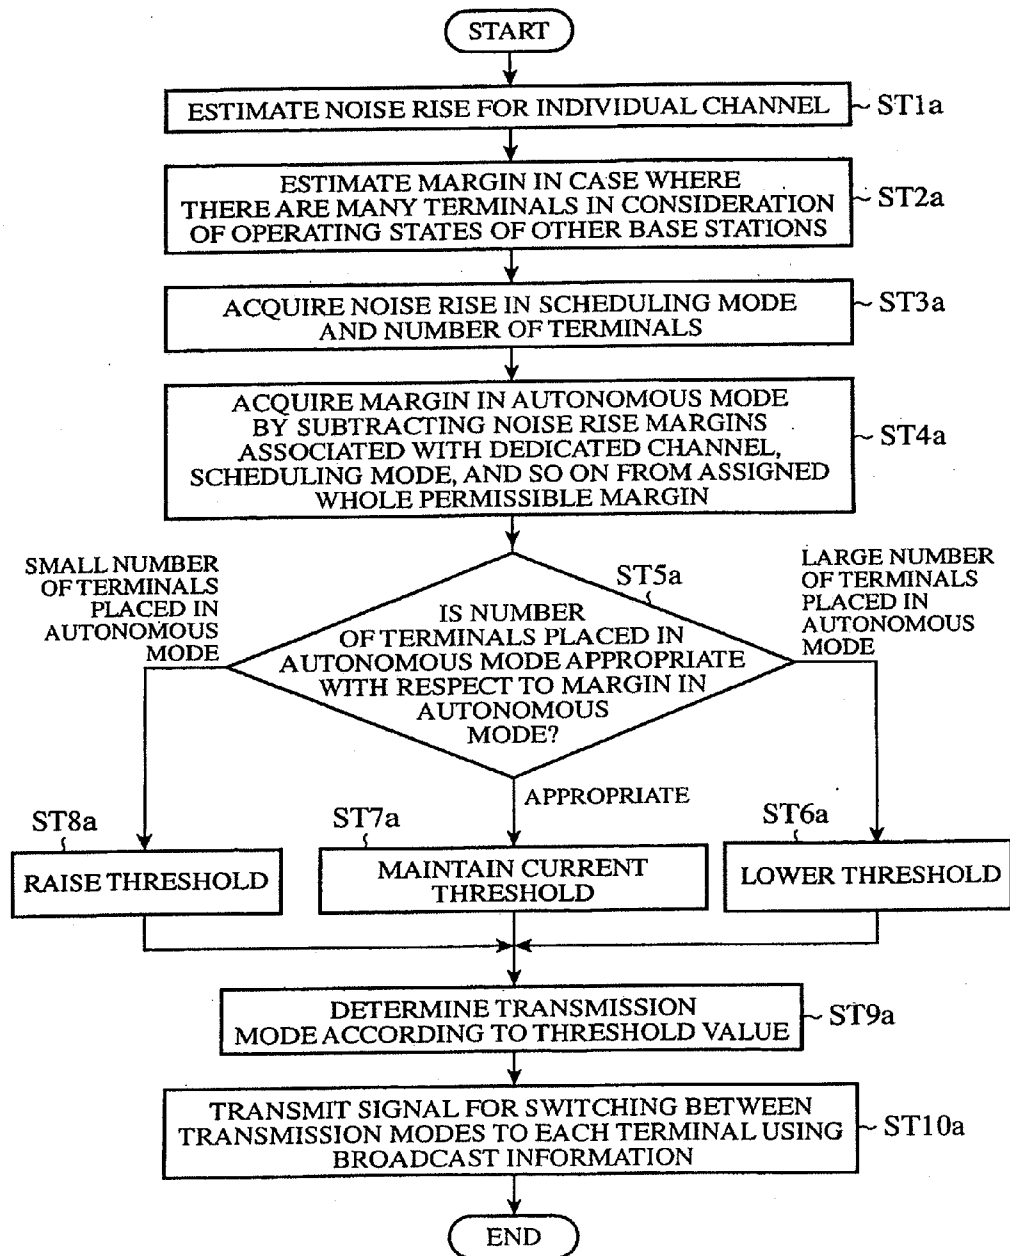 START
ESTIMATE NOISE RISE FOR INDIVIDUAL CHANNEL
ST1a
ESTIMATE MARGIN IN CASE WHERE
THERE ARE MANY TERMINALS IN CONSIDERATION
OF OPERATING STATES OF OTHER BASE STATIONS
ST2a
ACQUIRE NOISE RISE IN SCHEDULING MODE
AND NUMBER OF TERMINALS
ST3a
ACQUIRE MARGIN IN AUTONOMOUS MODE
BY SUBTRACTING NOISE RISE MARGINS
ASSOCIATED WITH DEDICATED CHANNEL,
SCHEDULING MODE, AND SO ON FROM ASSIGNED
WHOLE PERMISSIBLE MARGIN
ST4a
SMALL NUMBER
OF TERMINALS
PLACED IN
AUTONOMOUS
MODE
ST5a
IS NUMBER
OF TERMINALS PLACED IN
AUTONOMOUS MODE APPROPRIATE
WITH RESPECT TO MARGIN IN
AUTONOMOUS
MODE?
LARGE NUMBER
OF TERMINALS
PLACED IN
AUTONOMOUS
MODE
APPROPRIATE
ST8a
RAISE THRESHOLD
ST7a
MAINTAIN CURRENT
THRESHOLD
ST6a
LOWER THRESHOLD
DETERMINE TRANSMISSION
MODE ACCORDING TO THRESHOLD VALUE
ST9a
TRANSMIT SIGNAL FOR SWITCHING BETWEEN
TRANSMISSION MODES TO EACH TERMINAL USING
BROADCAST INFORMATION
ST10a
END